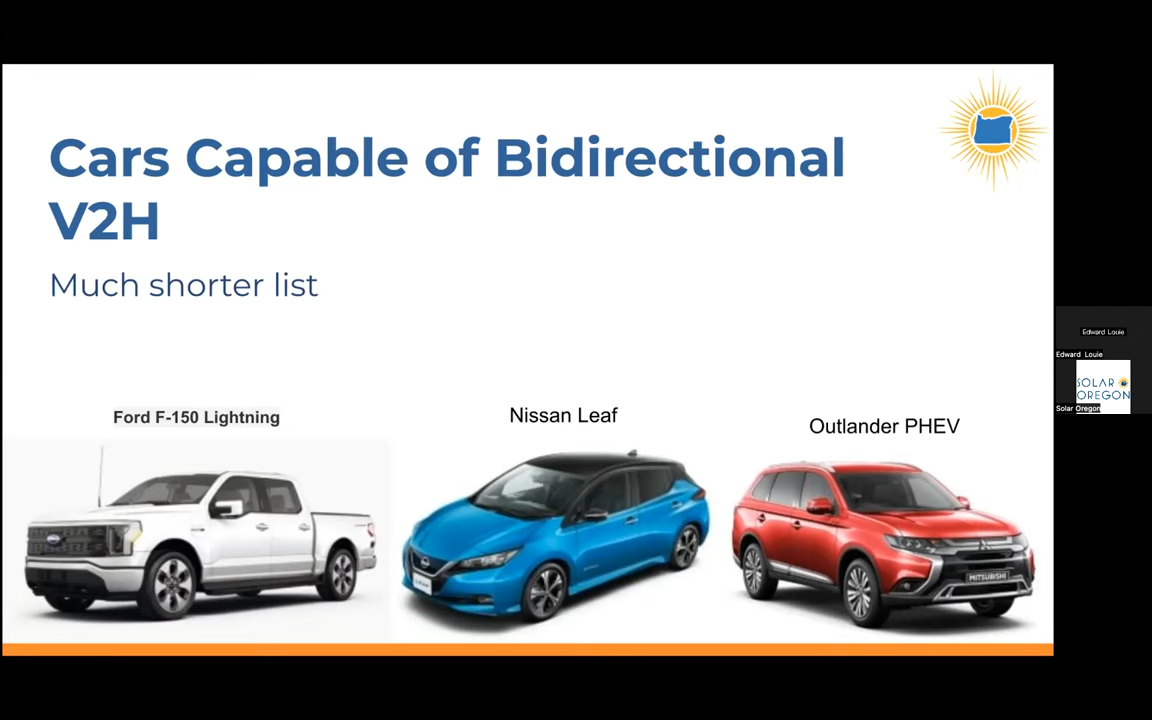 Cars Capable of Bidirectional
V2H
Much shorter list
Ford F-150 Lightning
Nissan Leaf
Outlander PHEV
MITSUBISHI
Edward Louie
Edward Louie
SOLAR
OREGON
Solar Oregon